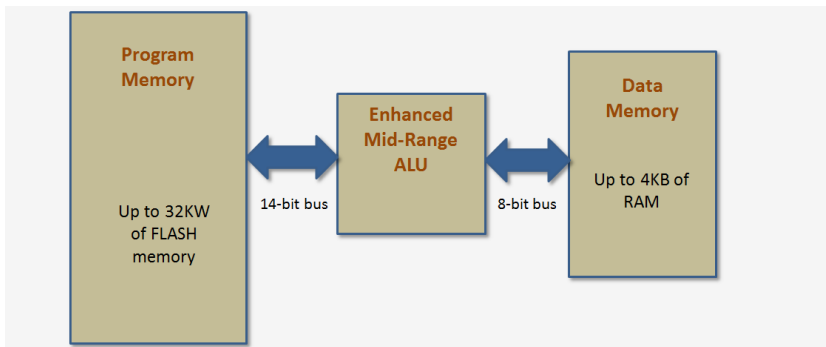 Program
Memory
Up to 32KW
of FLASH
memory
14-bit bus
Enhanced
Mid-Range
ALU
8-bit bus
Data
Memory
Up to 4KB of
RAM